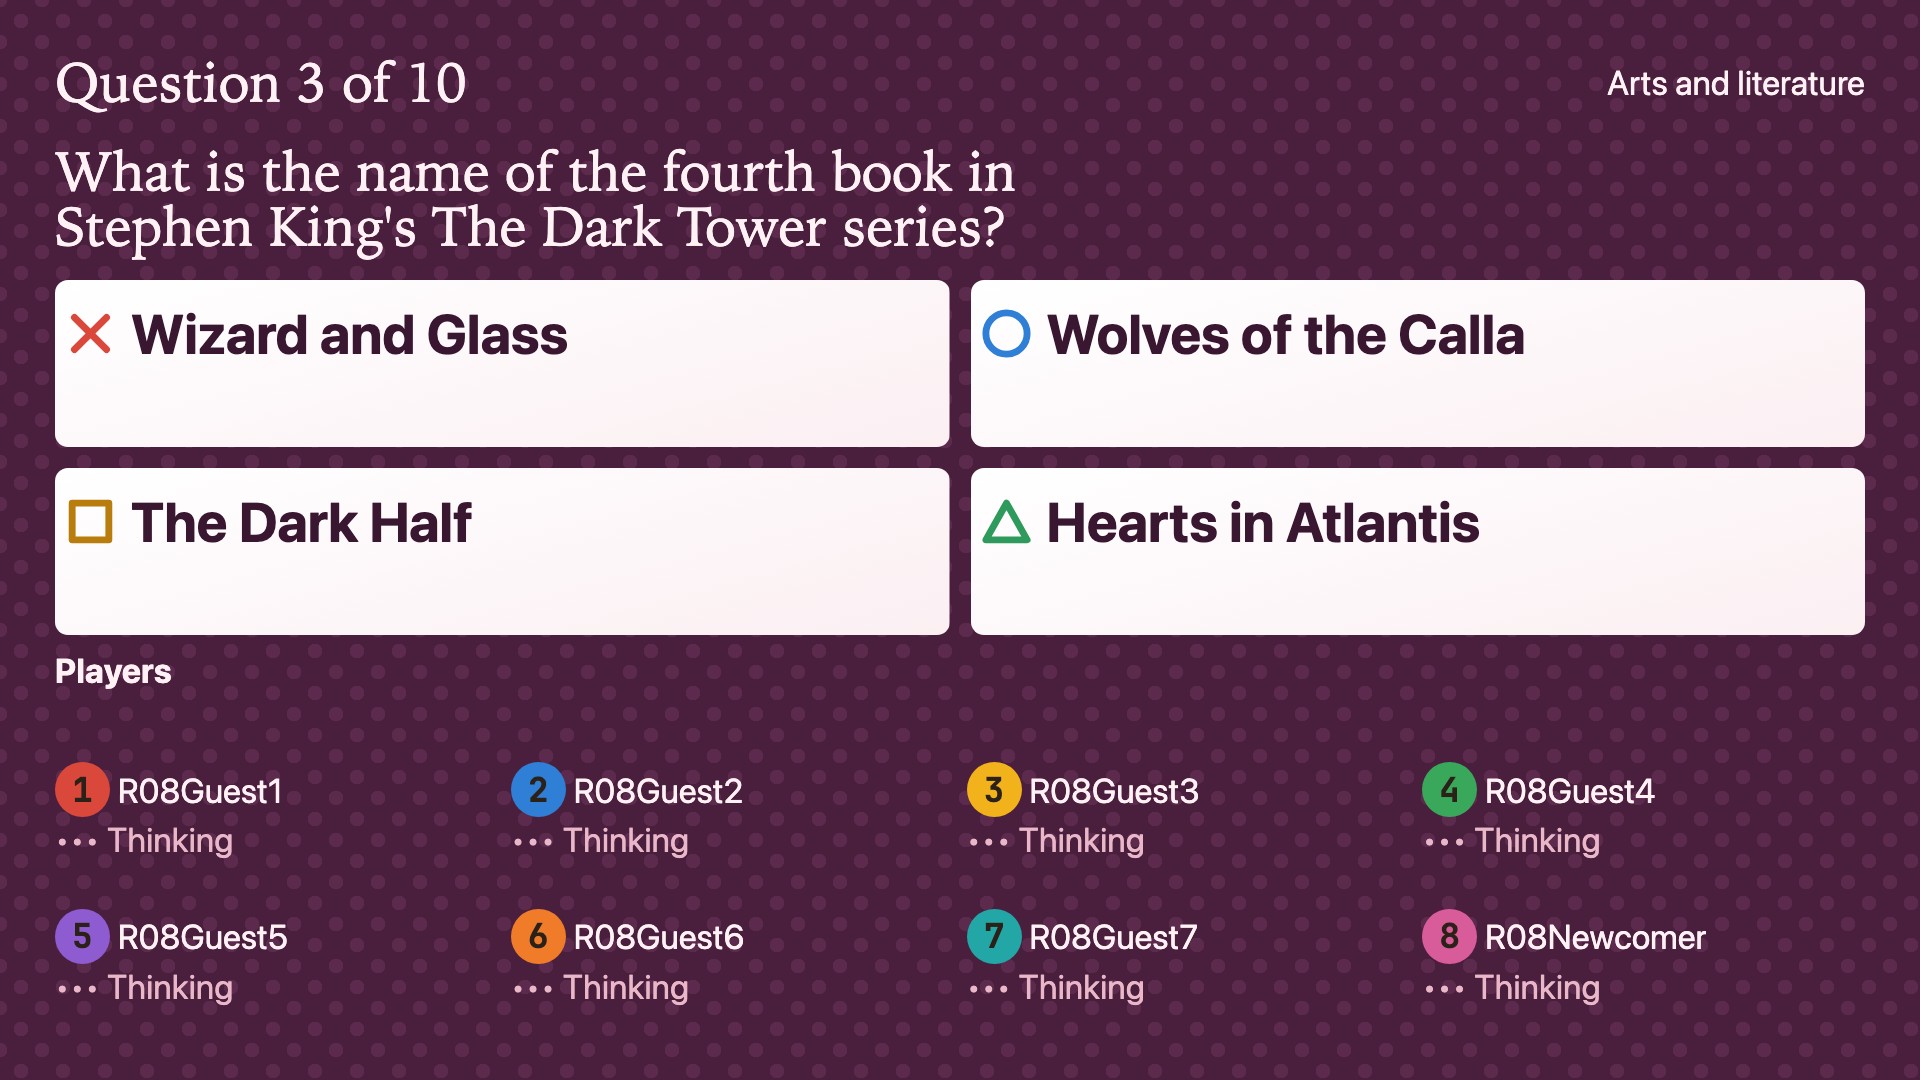 Question 3 of 10
Arts and literature
What is the name of the fourth book in
Stephen King's The Dark Tower series?
Wizard and Glass
Wolves of the Calla
The Dark Half
Hearts in Atlantis
Players
1 R08Guest1
2 R08Guest2
3 R08Guest3
4 R08Guest4
••• Thinking
••• Thinking
••• Thinking
••• Thinking
5 R08Guest5
6 R08Guest6
7 R08Guest7
8 R08Newcomer
••• Thinking
••• Thinking
••• Thinking
••• Thinking